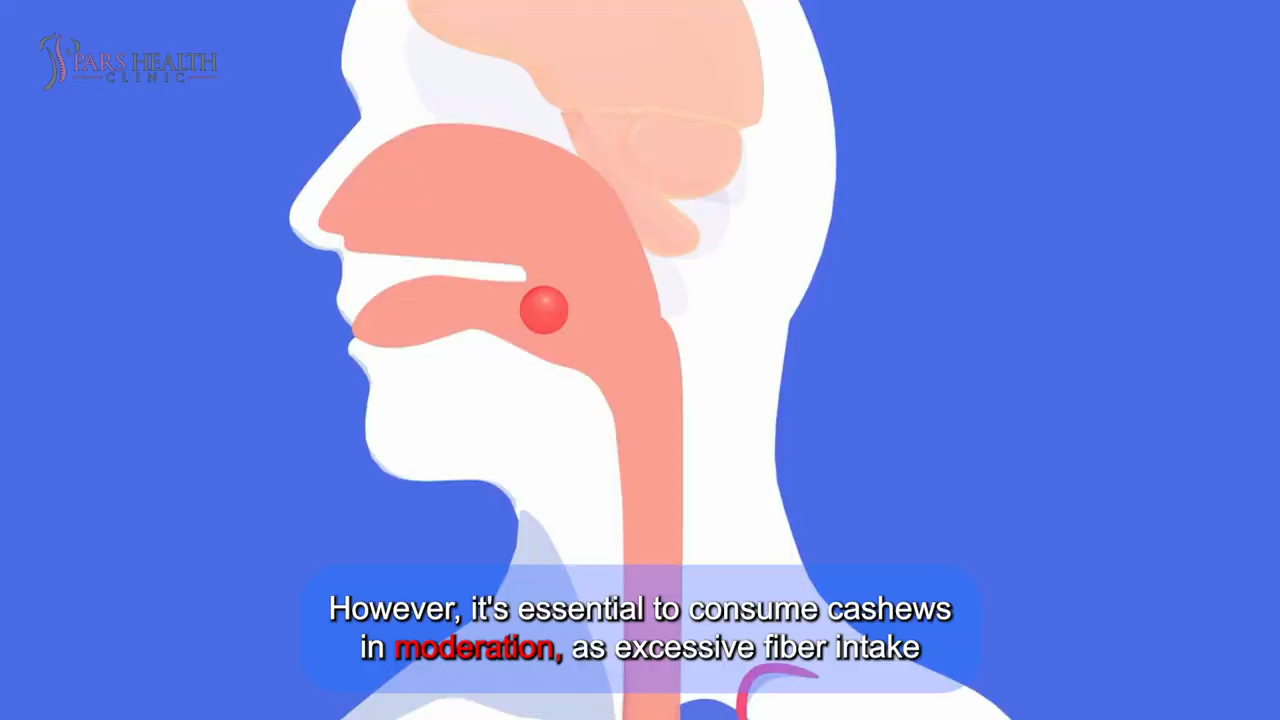 PARS HEALTH
CLINIC
However, it's essential to consume cashews
in moderation, as excessive fiber intake